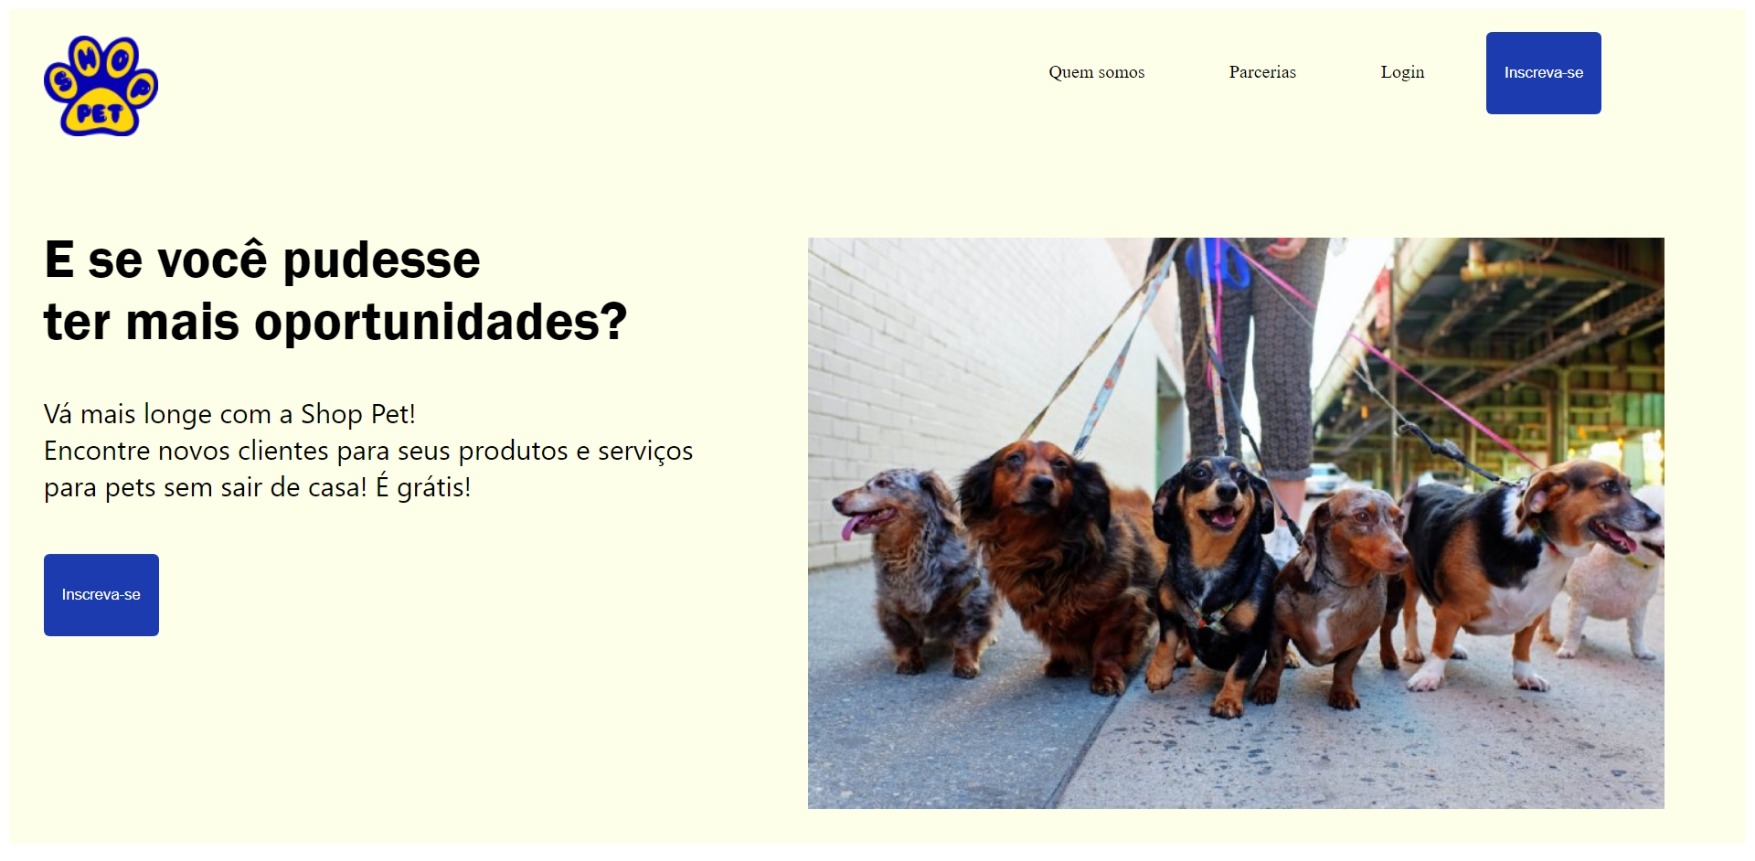 SHOP
PET
Quem somos
Parcerias
Login
Inscreva-se
E se você pudesse
ter mais oportunidades?
Vá mais longe com a Shop Pet!
Encontre novos clientes para seus produtos e serviços
para pets sem sair de casa! É grátis!
Inscreva-se